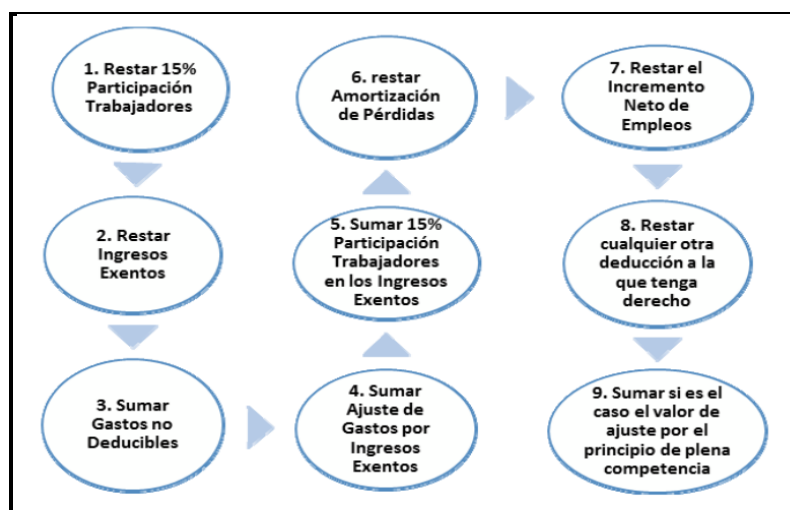 1. Restar 15%
Participación
Trabajadores
2. Restar
Ingresos
Exentos
3. Sumar
Gastos no
Deducibles
4. Sumar
Ajuste de
Gastos por
Ingresos
Exentos
5. Sumar 15%
Participación
Trabajadores
en los Ingresos
Exentos
6. restar
Amortización
de Pérdidas
7. Restar el
Incremento
Neto de
Empleos
8. Restar
cualquier otra
deducción a la
que tenga
derecho
9. Sumar si es el
caso el valor de
ajuste por el
principio de plena
competencia